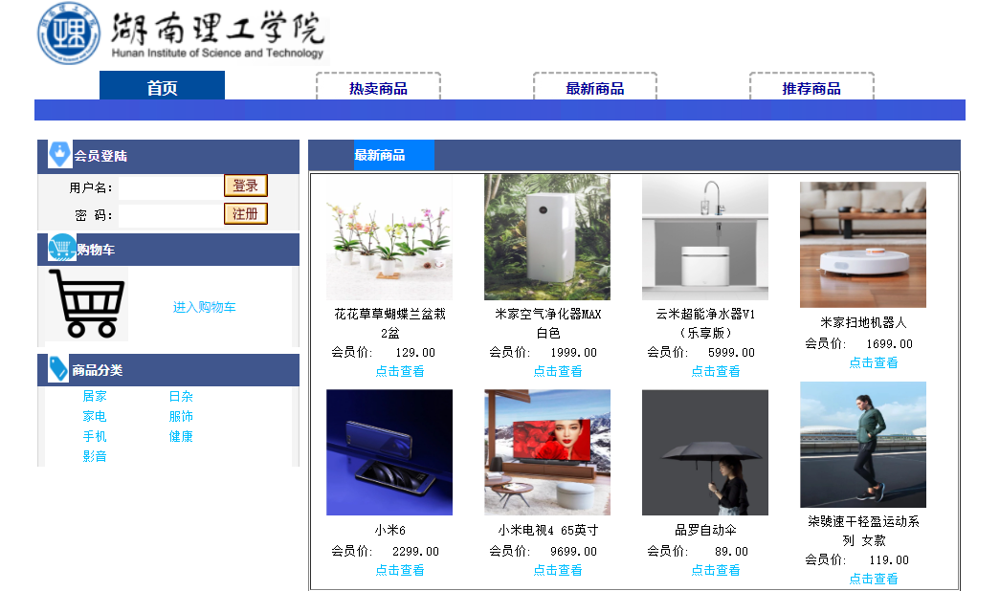 湖南理工学院
Hunan Institute of Science and Technology
首页 热卖商品 最新商品 推荐商品
会员登陆
用户名: 登录
密 码: 注册
购物车
进入购物车
商品分类
居家 日杂
家电 服饰
手机 健康
影音
最新商品
花花草草蝴蝶兰盆栽
2盆
会员价: 129.00
点击查看
米家空气净化器MAX
白色
会员价: 1999.00
点击查看
云米超能净水器V1
(乐享版)
会员价: 5999.00
点击查看
米家扫地机器人
会员价: 1699.00
点击查看
小米6
会员价: 2299.00
点击查看
小米电视4 65英寸
会员价: 9699.00
点击查看
品罗自动伞
会员价: 89.00
点击查看
柒號速干轻盈运动系
列 女款
会员价: 119.00
点击查看